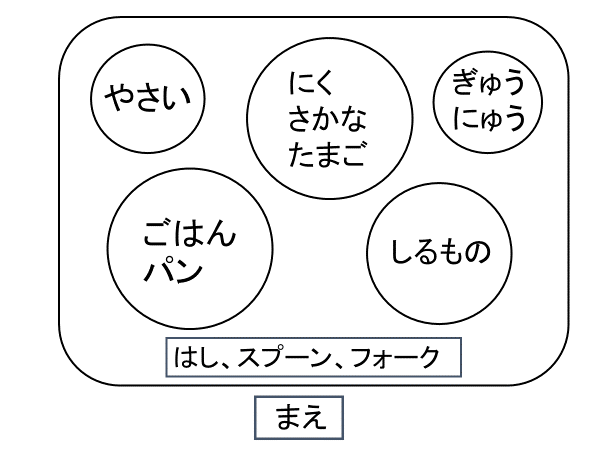 やさい
にく
さかな
たまご
ぎゅう
にゅう
ごはん
パン
しるもの
はし、スプーン、フォーク
まえ